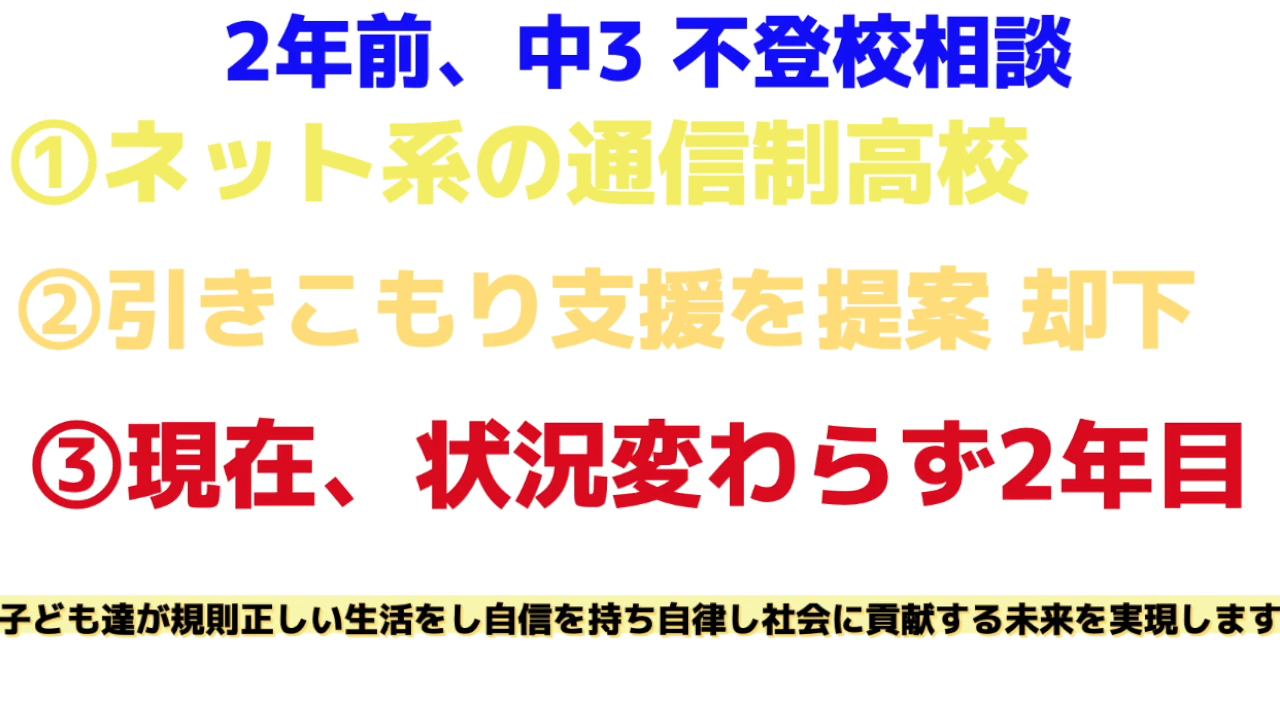 2年前、中3 不登校相談
①ネット系の通信制高校
②引きこもり支援を提案 却下
③現在、状況変わらず2年目
子ども達が規則正しい生活をし自信を持ち自律し社会に貢献する未来を実現します